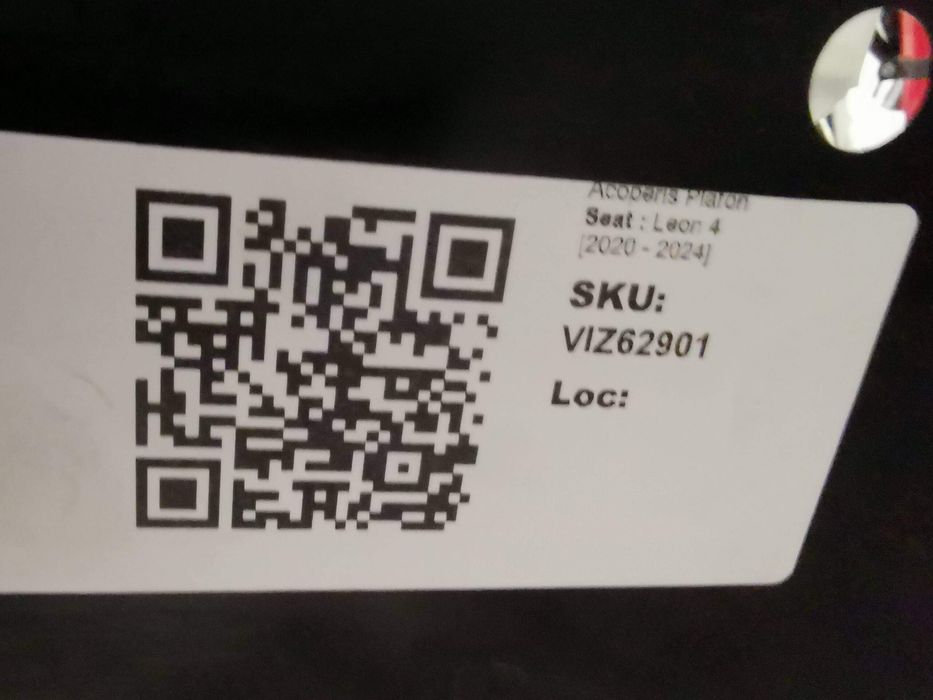 Acoperis Plafon
Seat : Leon 4
[2020 - 2024]
SKU:
VIZ62901
Loc: